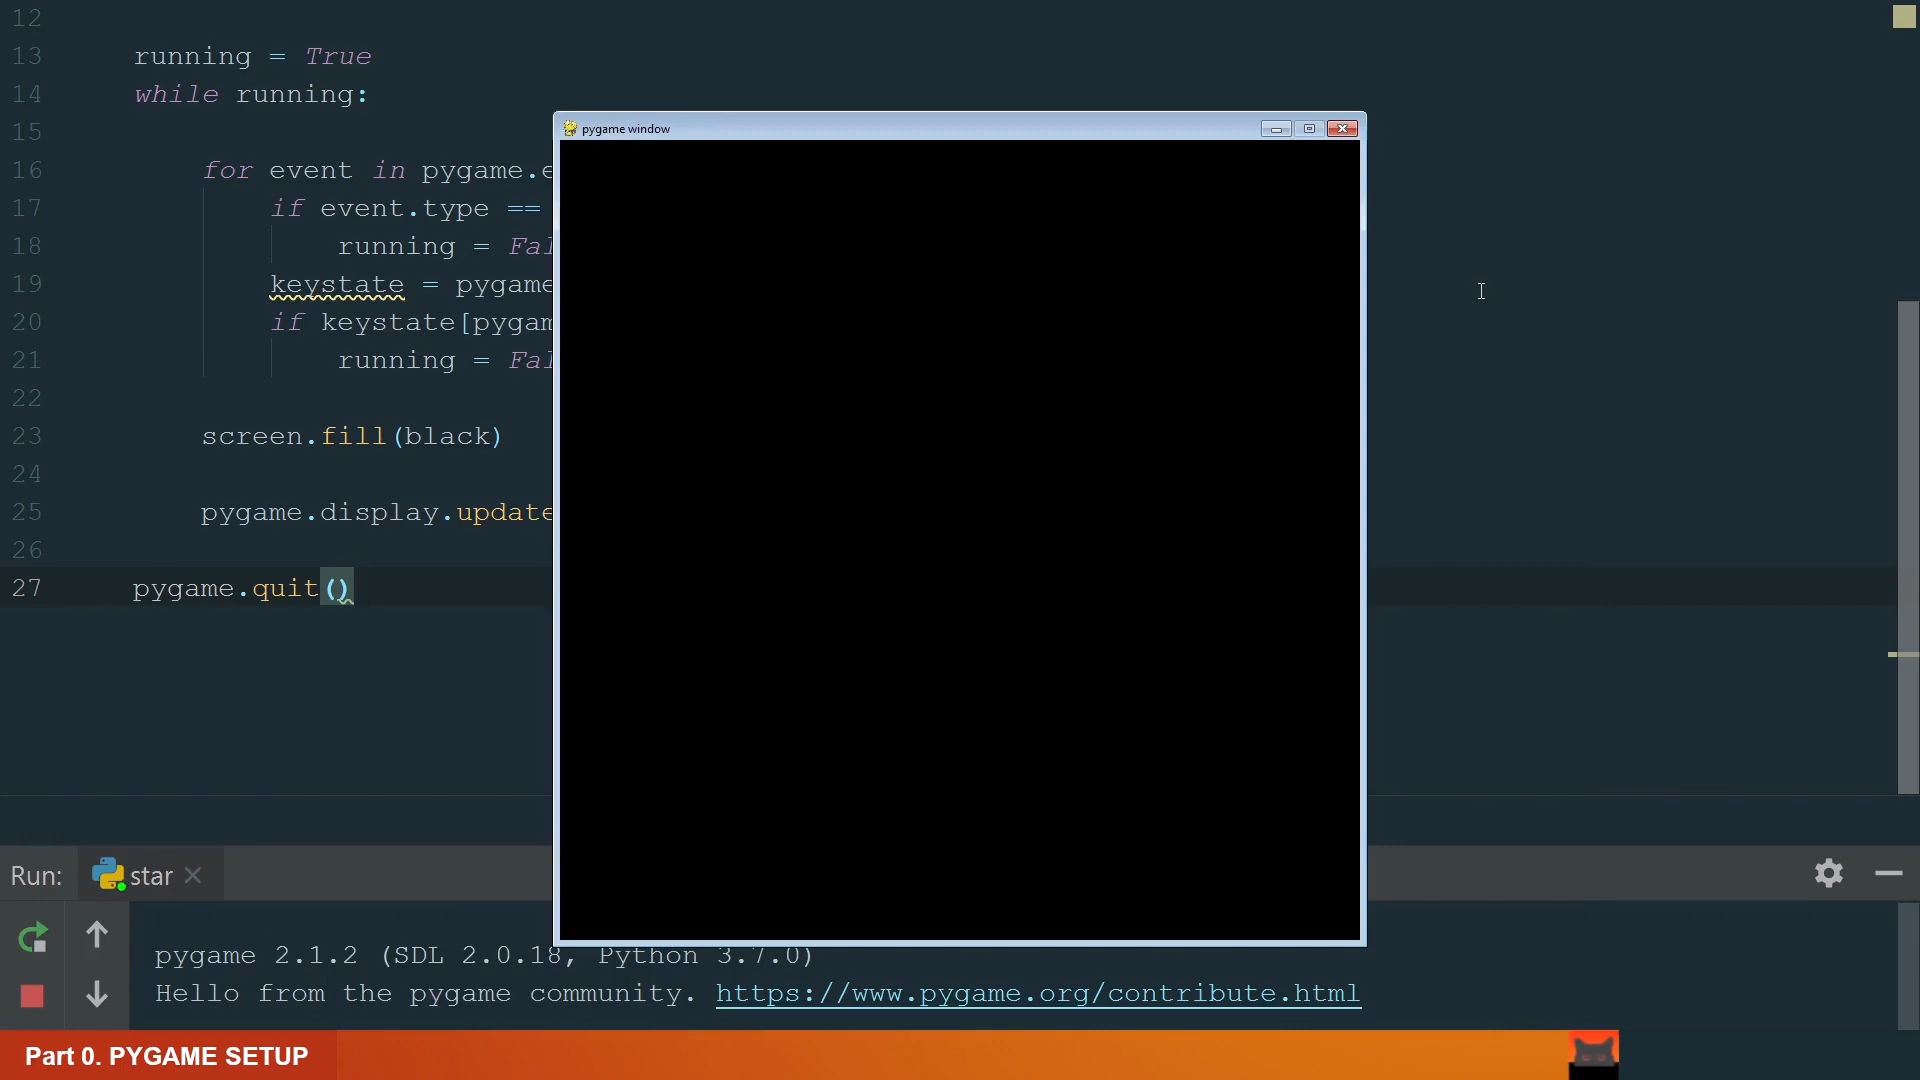 12
13 running = True
14 while running:
15
16 for event in pygame.e
17 if event.type ==
18 running = Fal
19 keystate = pygame
20 if keystate[pygam
21 running = Fal
22
23 screen.fill(black)
24
25 pygame.display.update
26
27 pygame.quit()
pygame window
Run: star
pygame 2.1.2 (SDL 2.0.18, Python 3.7.0)
Hello from the pygame community. https://www.pygame.org/contribute.html
Part 0. PYGAME SETUP